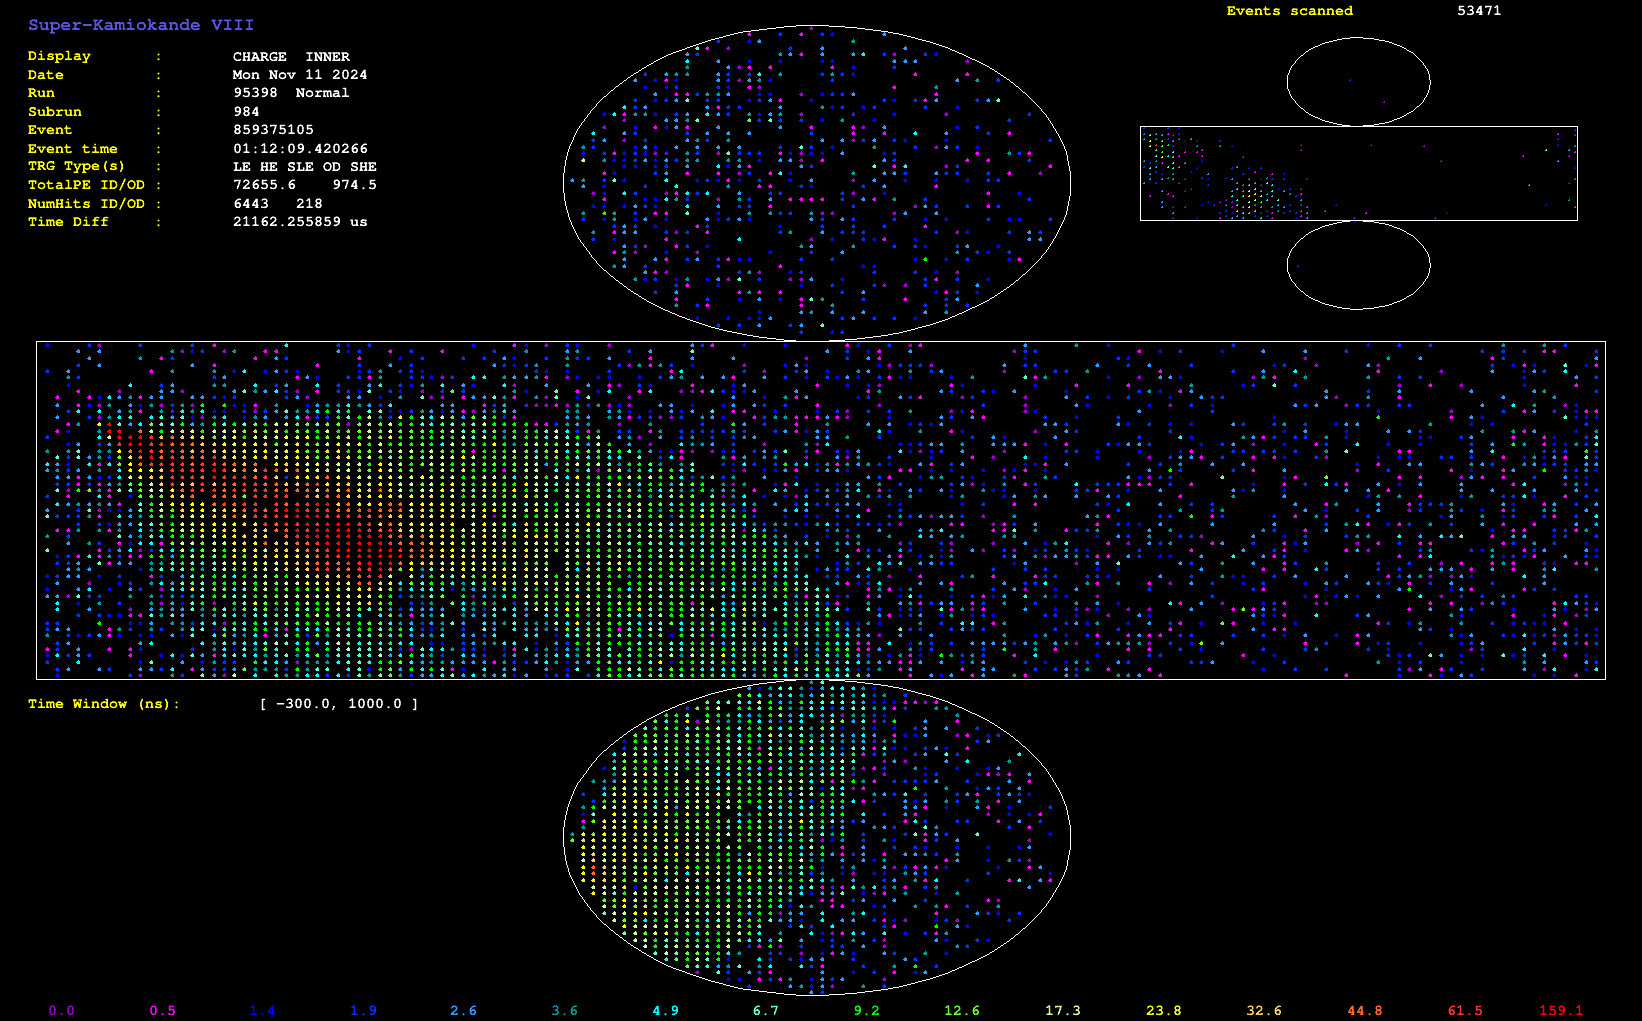 Super-Kamiokande VIII
Events scanned 53471
Display : CHARGE INNER
Date : Mon Nov 11 2024
Run : 95398 Normal
Subrun : 984
Event : 859375105
Event time : 01:12:09.420266
TRG Type(s) : LE HE SLE OD SHE
TotalPE ID/OD : 72655.6 974.5
NumHits ID/OD : 6443 218
Time Diff : 21162.255859 us
Time Window (ns): [ -300.0, 1000.0 ]
0.0 0.5 1.4 1.9 2.6 3.6 4.9 6.7 9.2 12.6 17.3 23.8 32.6 44.8 61.5 159.1